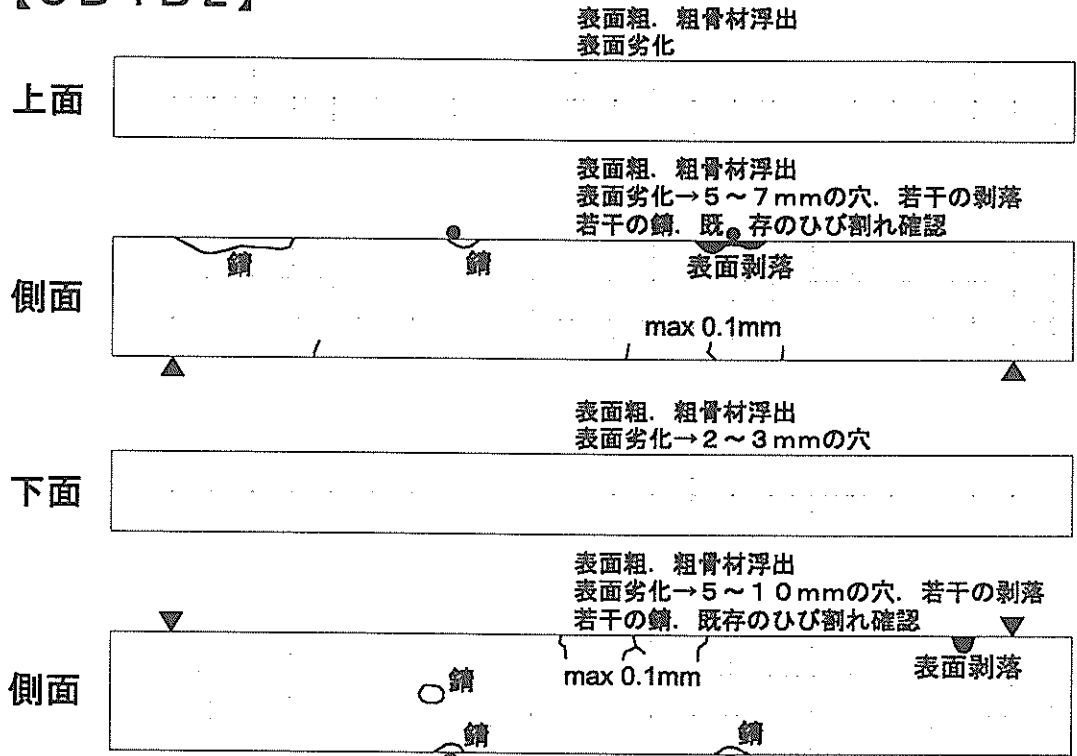 表面粗．粗骨材浮出
表面劣化
上面
表面粗．粗骨材浮出
表面劣化→5～7mmの穴．若干の剥落
若干の錆．既存のひび割れ確認
錆
錆
表面剥落
側面
max 0.1mm
表面粗．粗骨材浮出
表面劣化→2～3mmの穴
下面
表面粗．粗骨材浮出
表面劣化→5～10mmの穴．若干の剥落
若干の錆．既存のひび割れ確認
側面
錆
max 0.1mm
表面剥落
錆
錆